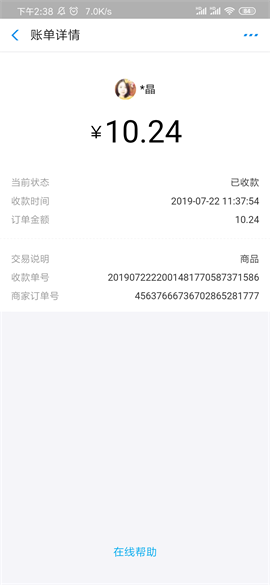 下午2:38 7.0K/s 94
账单详情
*晶
¥10.24
当前状态 已收款
收款时间 2019-07-22 11:37:54
订单金额 10.24
交易说明 商品
收款单号 2019072222001481770587371586
商家订单号 45637666736702865281777
在线帮助